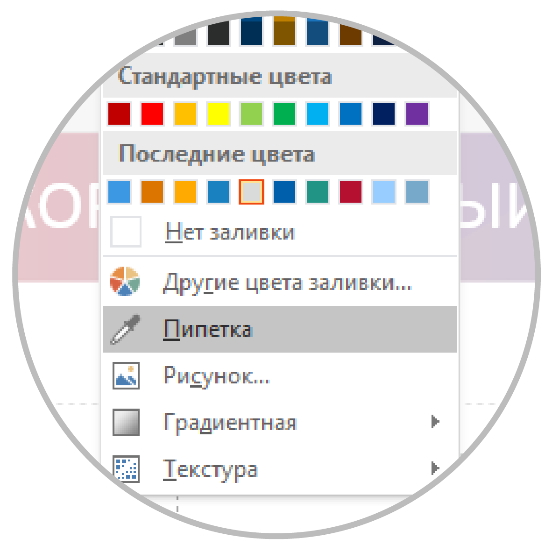 Стандартные цвета
Последние цвета
Нет заливки
Другие цвета заливки...
Пипетка
Рисунок...
Градиентная
Текстура